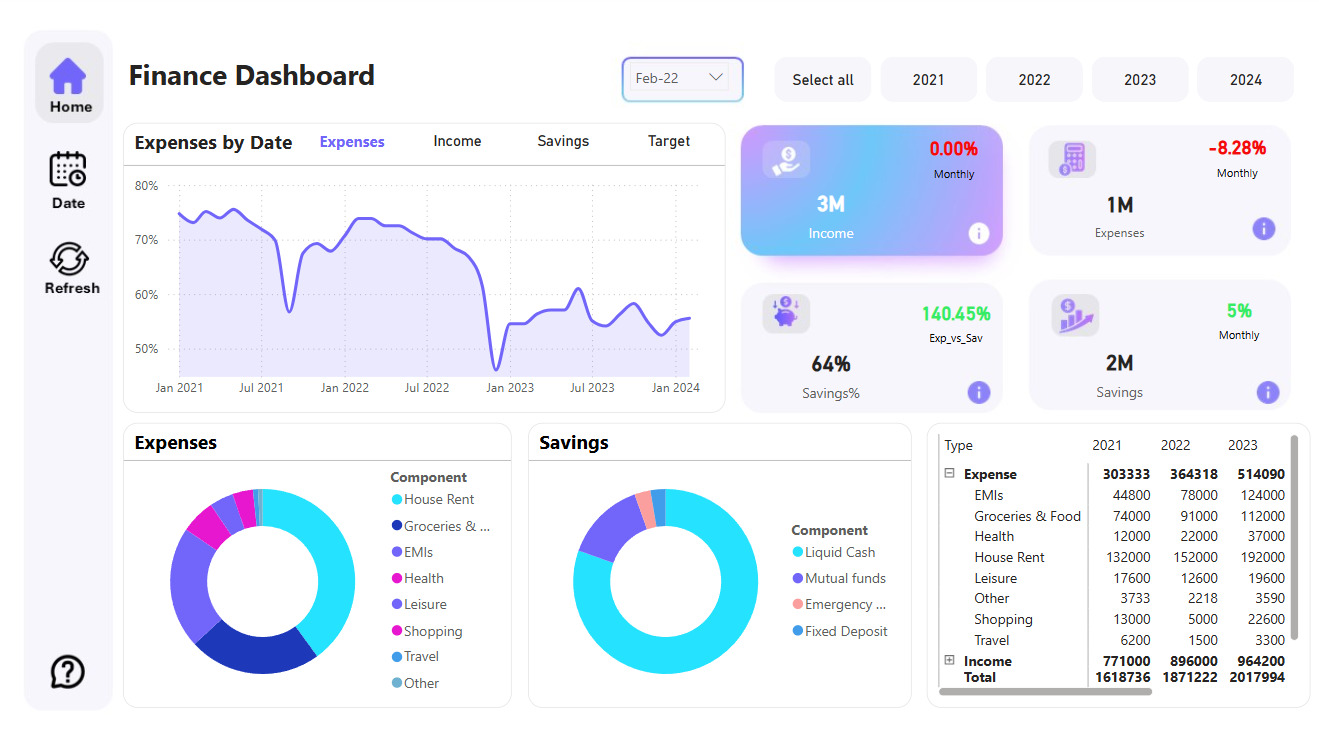 Home
Date
Refresh
Finance Dashboard
Feb-22
Select all
2021
2022
2023
2024
Expenses by Date
Expenses
Income
Savings
Target
80%
70%
60%
50%
Jan 2021
Jul 2021
Jan 2022
Jul 2022
Jan 2023
Jul 2023
Jan 2024
0.00%
Monthly
3M
Income
-8.28%
Monthly
1M
Expenses
140.45%
Exp_vs_Sav
64%
Savings%
5%
Monthly
2M
Savings
Expenses
Component
House Rent
Groceries & ...
EMIs
Health
Leisure
Shopping
Travel
Other
Savings
Component
Liquid Cash
Mutual funds
Emergency ...
Fixed Deposit
Type 2021 2022 2023
Expense 303333 364318 514090
EMIs 44800 78000 124000
Groceries & Food 74000 91000 112000
Health 12000 22000 37000
House Rent 132000 152000 192000
Leisure 17600 12600 19600
Other 3733 2218 3590
Shopping 13000 5000 22600
Travel 6200 1500 3300
Income 771000 896000 964200
Total 1618736 1871222 2017994